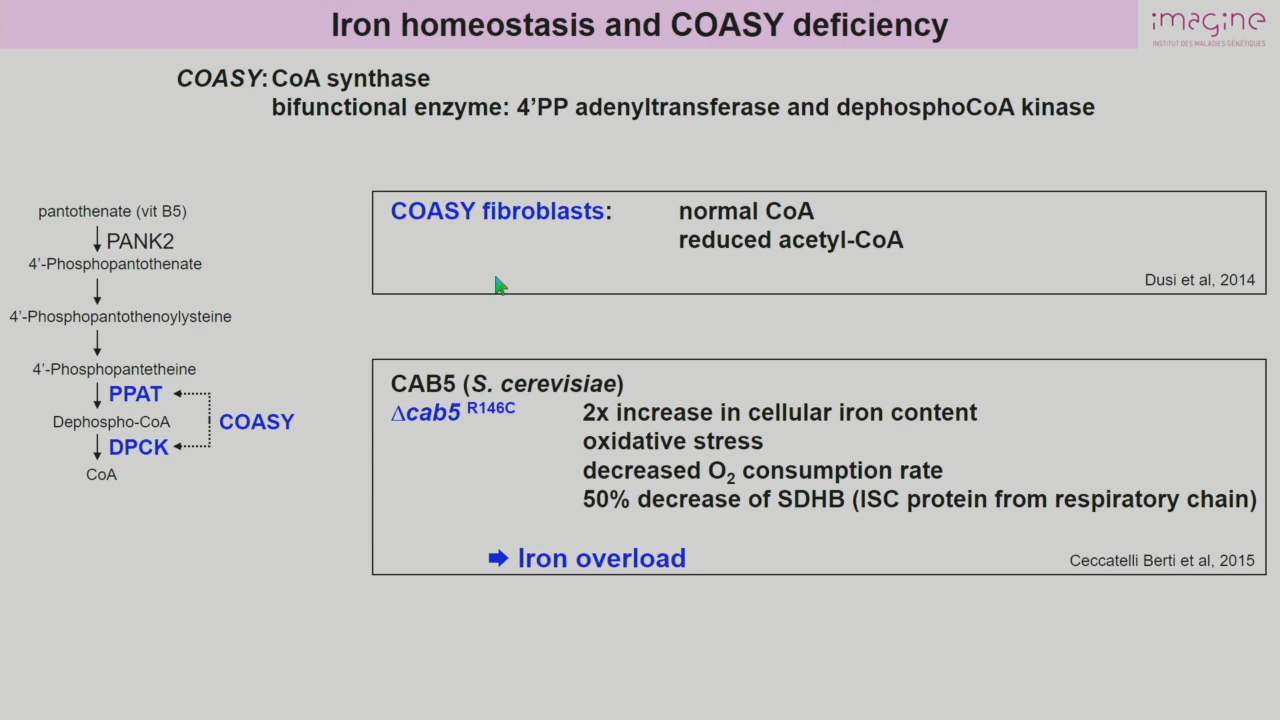 Iron homeostasis and COASY deficiency
imagine
INSTITUT DES MALADIES GÉNÉTIQUES
COASY: CoA synthase
bifunctional enzyme: 4’PP adenyltransferase and dephosphoCoA kinase
pantothenate (vit B5)
PANK2
4’-Phosphopantothenate
4’-Phosphopantothenoylysteine
4’-Phosphopantetheine
PPAT
Dephospho-CoA
COASY
DPCK
CoA
COASY fibroblasts: normal CoA
reduced acetyl-CoA
Dusi et al, 2014
CAB5 (S. cerevisiae)
Δcab5 R146C 2x increase in cellular iron content
oxidative stress
decreased O₂ consumption rate
50% decrease of SDHB (ISC protein from respiratory chain)
➡ Iron overload
Ceccatelli Berti et al, 2015